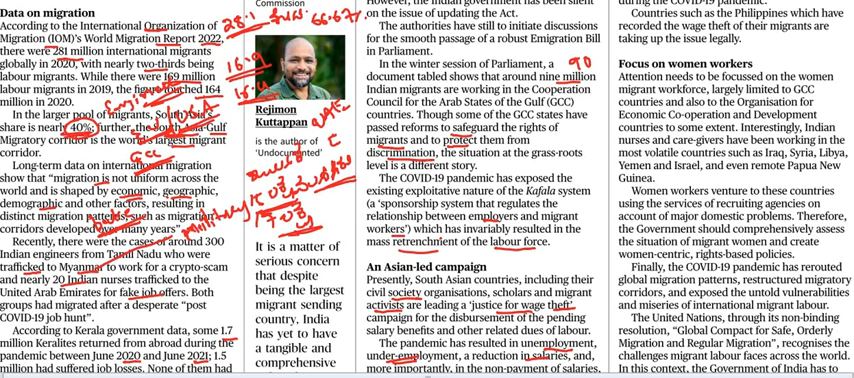 Commission
Data on migration
According to the International Organization of
Migration (IOM)'s World Migration Report 2022,
there were 281 million international migrants
globally in 2020, with nearly two-thirds being
labour migrants. While there were 169 million
labour migrants in 2019, the figure touched 164
million in 2020.
In the larger pool of migrants, South Asia's
share is nearly 40%; further, the South Asia-Gulf
Migratory corridor is the world's largest migrant
corridor.
Long-term data on international migration
show that "migration is not uniform across the
world and is shaped by economic, geographic,
demographic and other factors, resulting in
distinct migration patterns, such as migration
corridors developed over many years".
Recently, there were the cases of around 300
Indian engineers from Tamil Nadu who were
trafficked to Myanmar to work for a crypto-scam
and nearly 20 Indian nurses trafficked to the
United Arab Emirates for fake job offers. Both
groups had migrated after a desperate "post
COVID-19 job hunt".
According to Kerala government data, some 1.7
million Keralites returned from abroad during the
pandemic between June 2020 and June 2021; 1.5
million had suffered job losses. None of them had
28.1
66.67%
16.9
16.4
GCC
Rejimon
Kuttappan
is the author of
'Undocumented'
It is a matter of
serious concern
that despite
being the largest
migrant sending
country, India
has yet to have
a tangible and
comprehensive
However, the Indian government has been silent
on the issue of updating the Act.
The authorities have still to initiate discussions
for the smooth passage of a robust Emigration Bill
in Parliament.
In the winter session of Parliament, a
90
document tabled shows that around nine million
Indian migrants are working in the Cooperation
Council for the Arab States of the Gulf (GCC)
countries. Though some of the GCC states have
passed reforms to safeguard the rights of
migrants and to protect them from
discrimination, the situation at the grass-roots
level is a different story.
The COVID-19 pandemic has exposed the
existing exploitative nature of the Kafala system
(a 'sponsorship system that regulates the
relationship between employers and migrant
workers') which has invariably resulted in the
mass retrenchment of the labour force.
An Asian-led campaign
Presently, South Asian countries, including their
civil society organisations, scholars and migrant
activists are leading a 'justice for wage theft',
campaign for the disbursement of the pending
salary benefits and other related dues of labour.
The pandemic has resulted in unemployment,
under-employment, a reduction in salaries, and,
more importantly, in the non-payment of salaries,
during the COVID-19 pandemic.
Countries such as the Philippines which have
recorded the wage theft of their migrants are
taking up the issue legally.
Focus on women workers
Attention needs to be focussed on the women
migrant workforce, largely limited to GCC
countries and also to the Organisation for
Economic Co-operation and Development
countries to some extent. Interestingly, Indian
nurses and care-givers have been working in the
most volatile countries such as Iraq, Syria, Libya,
Yemen and Israel, and even remote Papua New
Guinea.
Women workers venture to these countries
using the services of recruiting agencies on
account of major domestic problems. Therefore,
the Government should comprehensively assess
the situation of migrant women and create
women-centric, rights-based policies.
Finally, the COVID-19 pandemic has rerouted
global migration patterns, restructured migratory
corridors, and exposed the untold vulnerabilities
and miseries of international migrant labour.
The United Nations, through its non-binding
resolution, "Global Compact for Safe, Orderly
Migration and Regular Migration", recognises the
challenges migrant labour faces across the world.
In this context, the Government of India has to